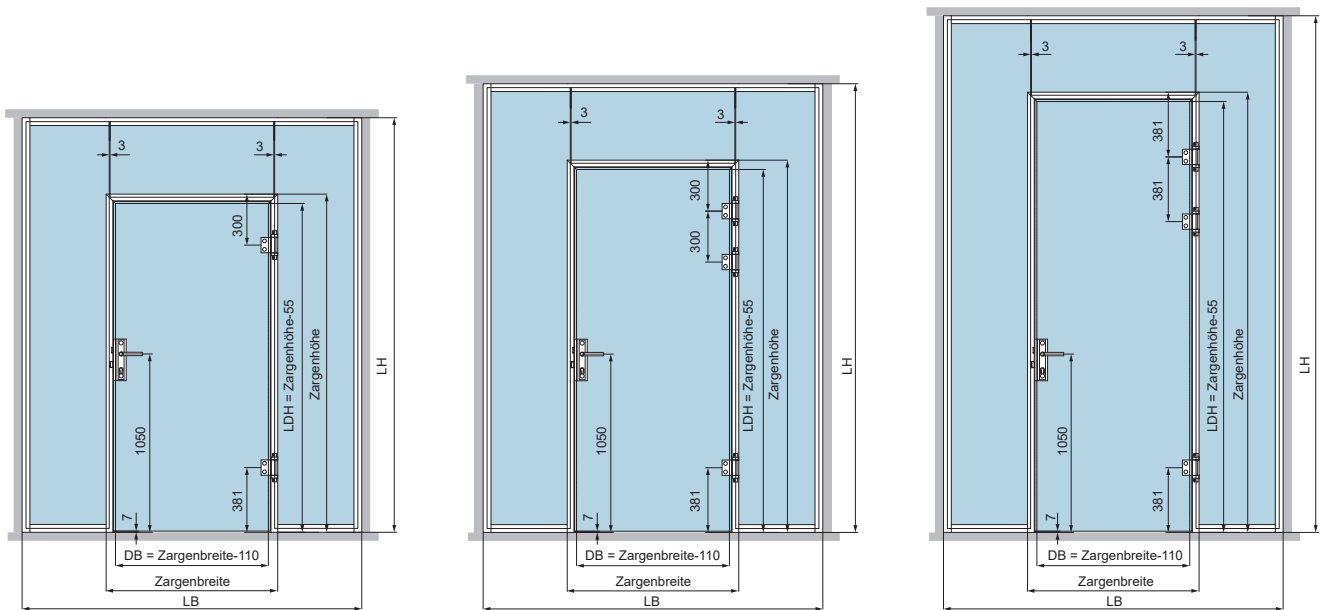 3
3
300
LDH = Zargenhöhe-55
Zargenhöhe
LH
1050
381
7
DB = Zargenbreite-110
Zargenbreite
LB
3
3
300
300
LDH = Zargenhöhe-55
Zargenhöhe
LH
1050
381
7
DB = Zargenbreite-110
Zargenbreite
LB
3
3
381
381
LDH = Zargenhöhe-55
Zargenhöhe
LH
1050
381
7
DB = Zargenbreite-110
Zargenbreite
LB